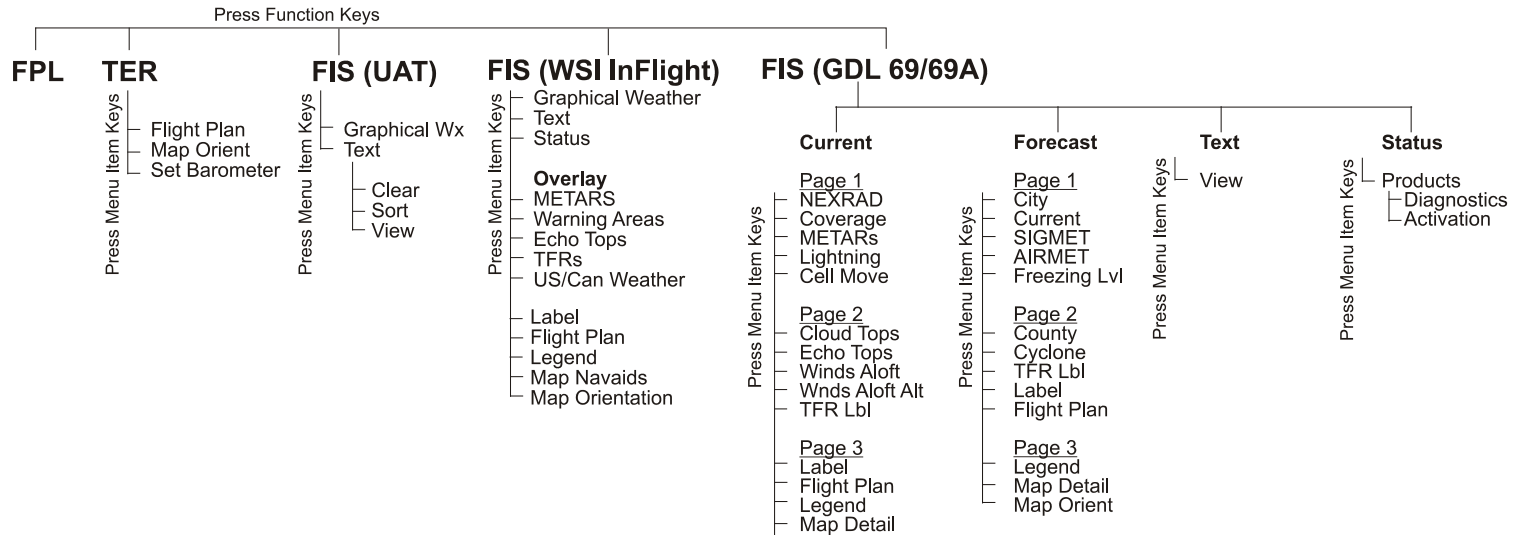 Press Function Keys
FPL
TER
Press Menu Item Keys
Flight Plan
Map Orient
Set Barometer
FIS (UAT)
Press Menu Item Keys
Graphical Wx
Text
Clear
Sort
View
FIS (WSI InFlight)
Press Menu Item Keys
Graphical Weather
Text
Status
Overlay
METARS
Warning Areas
Echo Tops
TFRs
US/Can Weather
Label
Flight Plan
Legend
Map Navaids
Map Orientation
FIS (GDL 69/69A)
Current
Press Menu Item Keys
Page 1
NEXRAD
Coverage
METARs
Lightning
Cell Move
Page 2
Cloud Tops
Echo Tops
Winds Aloft
Wnds Aloft Alt
TFR Lbl
Page 3
Label
Flight Plan
Legend
Map Detail
Forecast
Press Menu Item Keys
Page 1
City
Current
SIGMET
AIRMET
Freezing Lvl
Page 2
County
Cyclone
TFR Lbl
Label
Flight Plan
Page 3
Legend
Map Detail
Map Orient
Text
Press Menu Item Keys
View
Status
Press Menu Item Keys
Products
Diagnostics
Activation